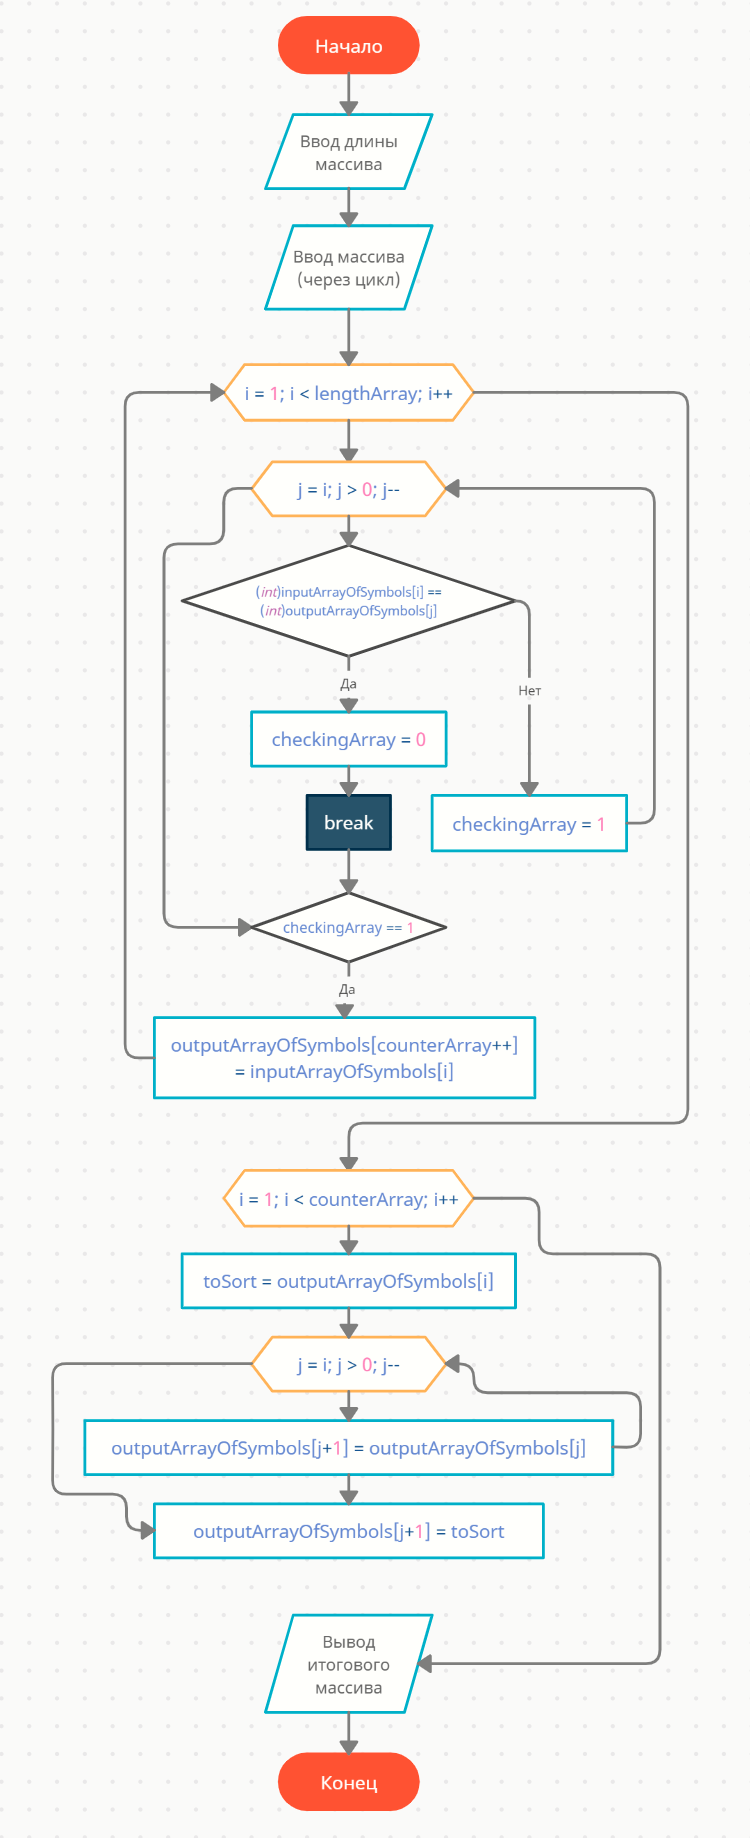 Начало
Ввод длины
массива
Ввод массива
(через цикл)
i = 1; i < lengthArray; i++
j = i; j > 0; j--
(int)inputArrayOfSymbols[i] ==
(int)outputArrayOfSymbols[j]
Да
Нет
checkingArray = 0
break
checkingArray = 1
checkingArray == 1
Да
outputArrayOfSymbols[counterArray++]
= inputArrayOfSymbols[i]
i = 1; i < counterArray; i++
toSort = outputArrayOfSymbols[i]
j = i; j > 0; j--
outputArrayOfSymbols[j+1] = outputArrayOfSymbols[j]
outputArrayOfSymbols[j+1] = toSort
Вывод
итогового
массива
Конец